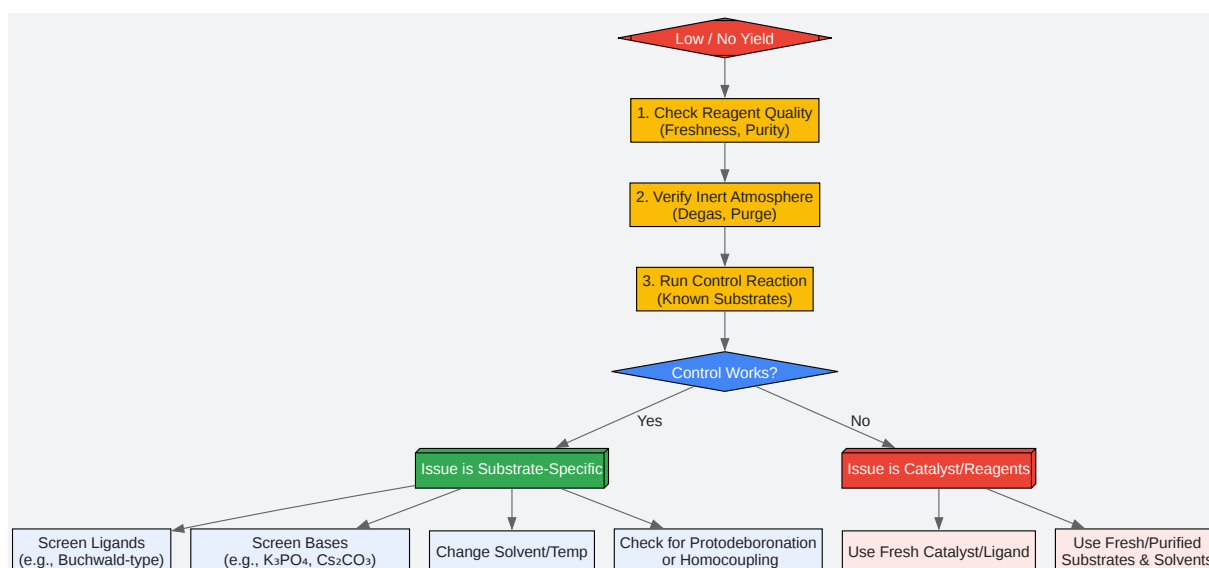 Low / No Yield
1. Check Reagent Quality
(Freshness, Purity)
2. Verify Inert Atmosphere
(Degas, Purge)
3. Run Control Reaction
(Known Substrates)
Control Works?
Yes
No
Issue is Substrate-Specific
Issue is Catalyst/Reagents
Screen Ligands
(e.g., Buchwald-type)
Screen Bases
(e.g., K₃PO₄, Cs₂CO₃)
Change Solvent/Temp
Check for Protodeboronation
or Homocoupling
Use Fresh Catalyst/Ligand
Use Fresh/Purified
Substrates & Solvents